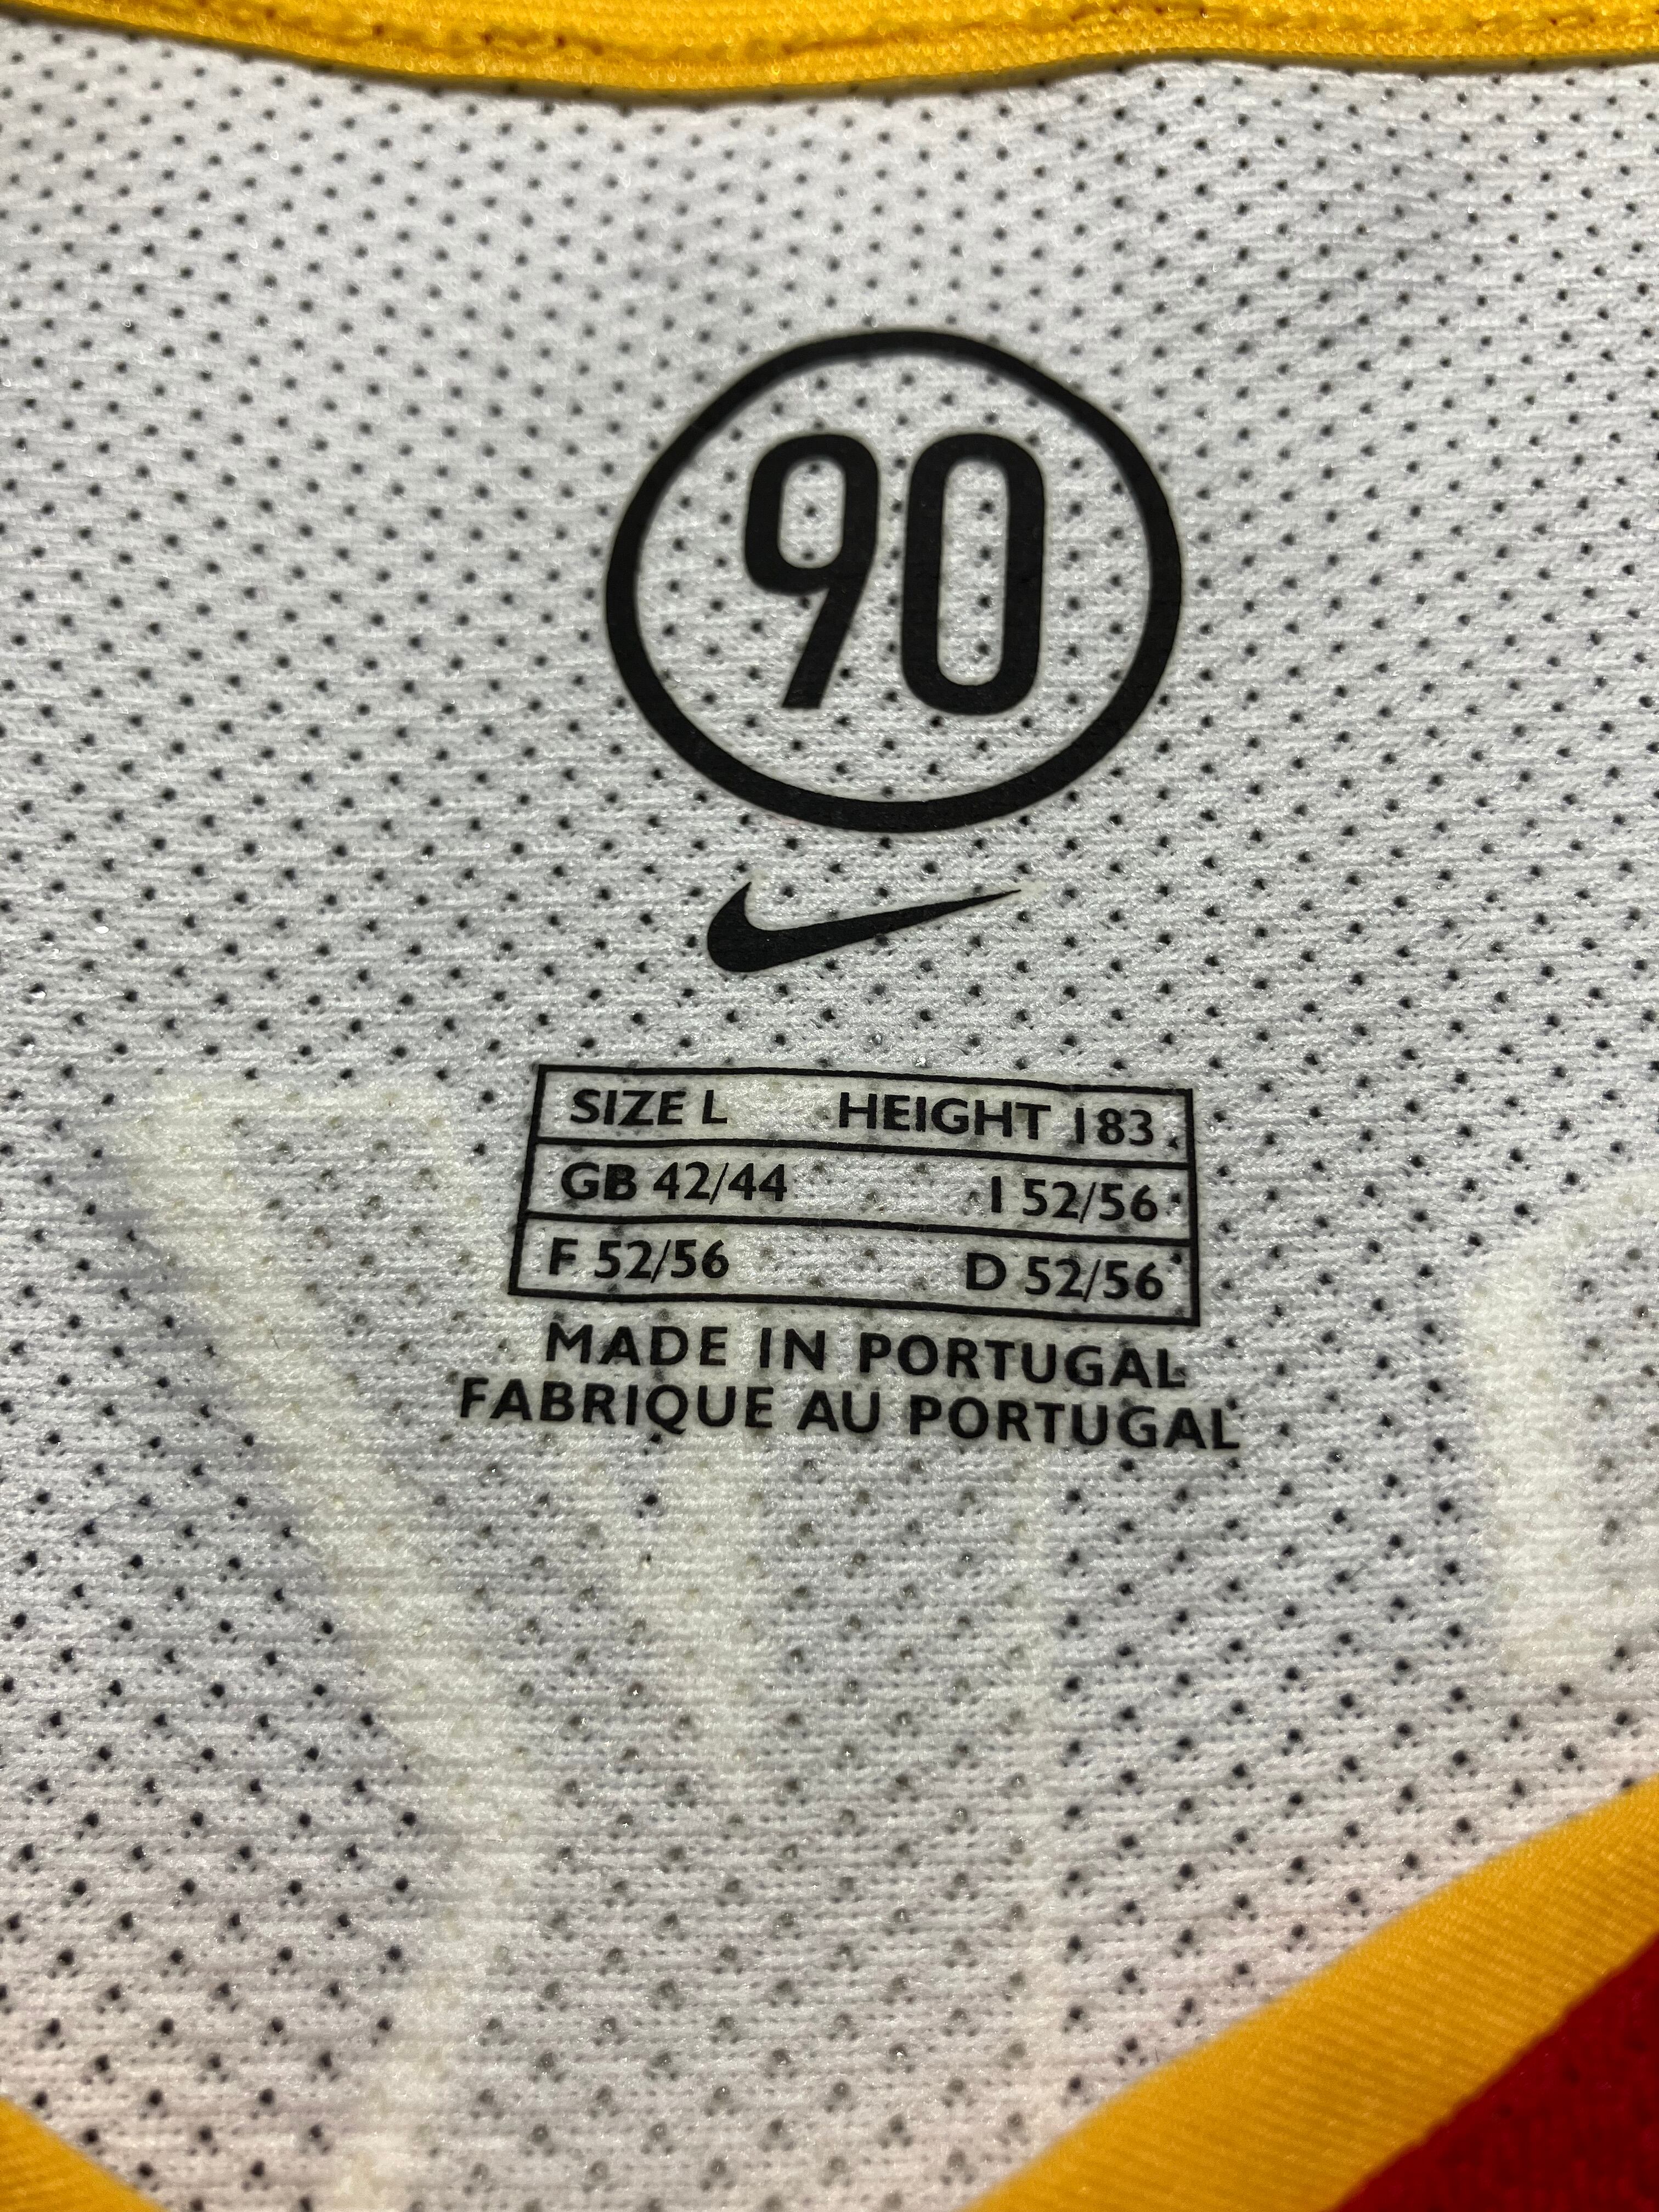 90
SIZE L HEIGHT 183
GB 42/44 I 52/56
F 52/56 D 52/56
MADE IN PORTUGAL
FABRIQUE AU PORTUGAL